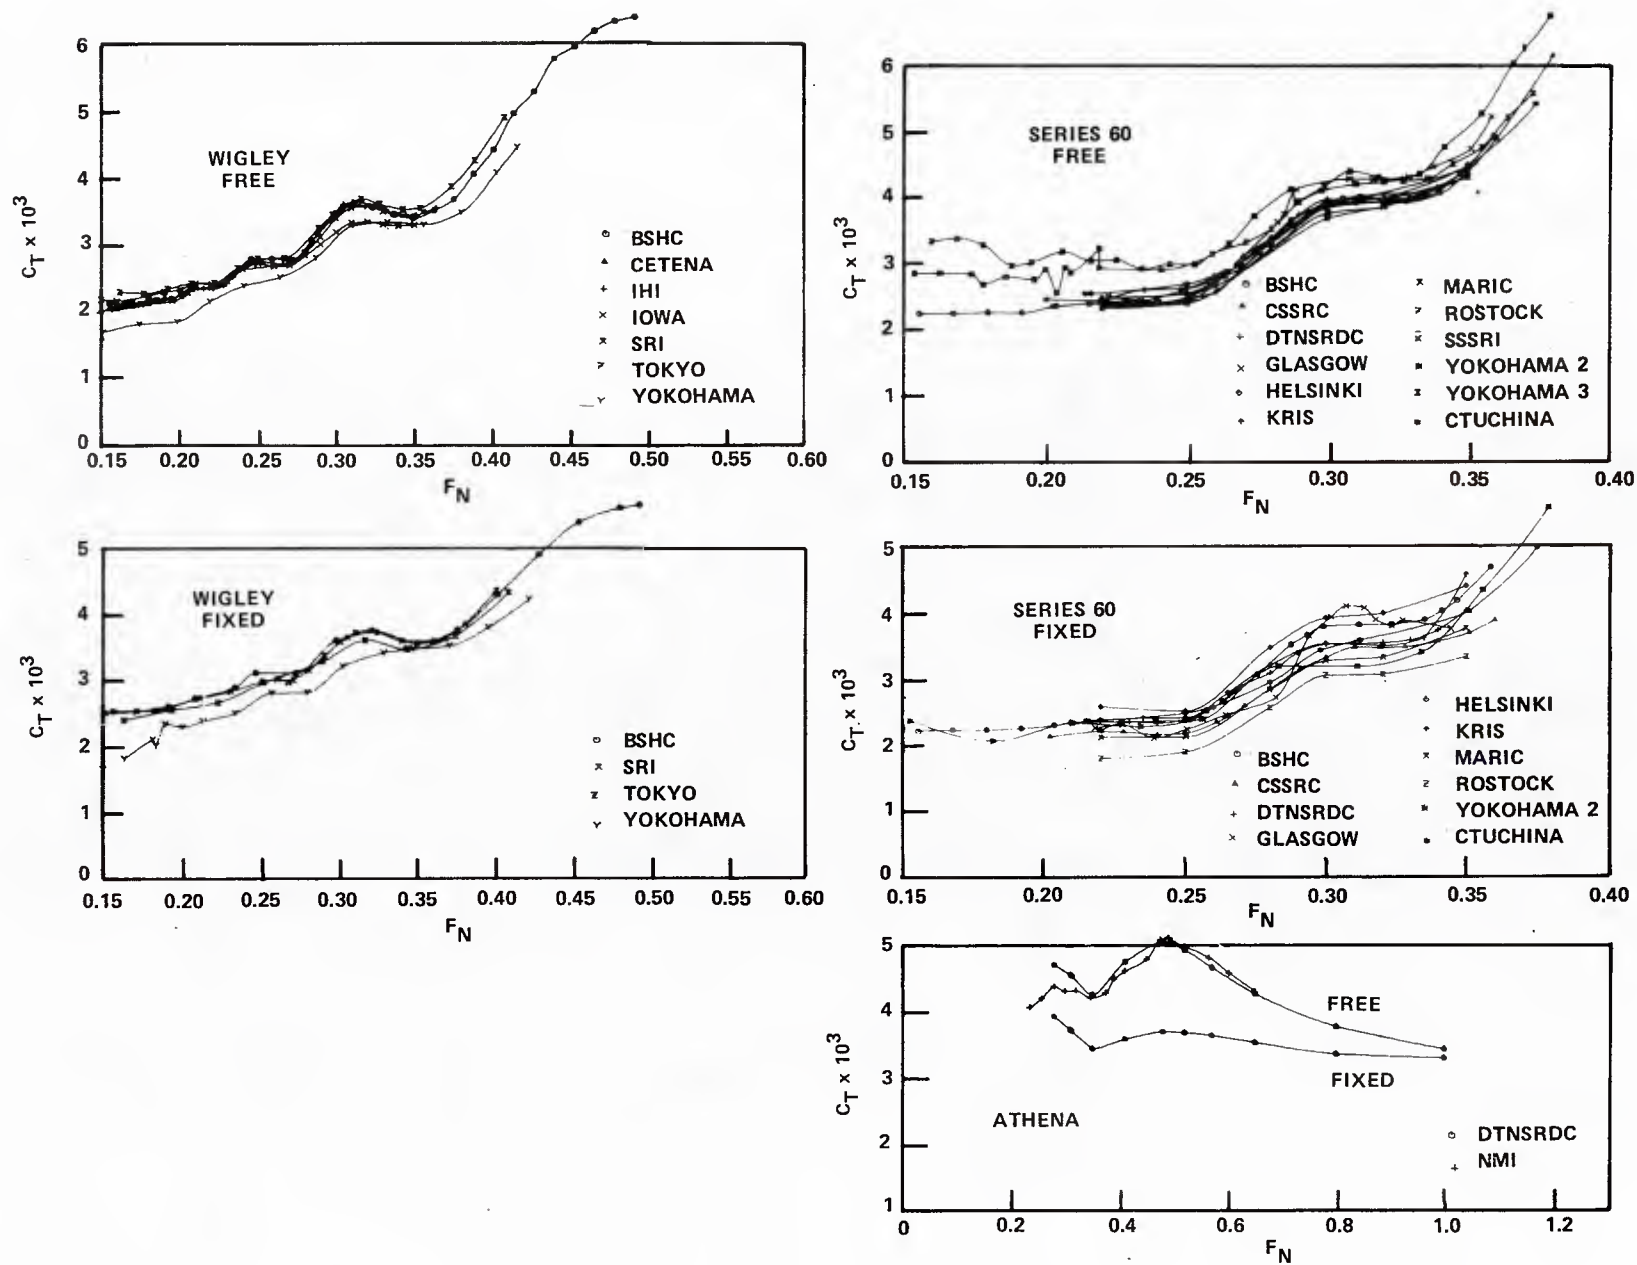 6
5
4
3
2
1
0
C_T × 10^3
WIGLEY
FREE
BSHC
CETENA
IHI
IOWA
SRI
TOKYO
YOKOHAMA
0.15 0.20 0.25 0.30 0.35 0.40 0.45 0.50 0.55 0.60
F_N
6
5
4
3
2
1
0
C_T × 10^3
SERIES 60
FREE
BSHC
CSSRC
DTNSRDC
GLASGOW
HELSINKI
KRIS
MARIC
ROSTOCK
SSSRI
YOKOHAMA 2
YOKOHAMA 3
CTUCHINA
0.15 0.20 0.25 0.30 0.35 0.40
F_N
5
4
3
2
1
0
C_T × 10^3
WIGLEY
FIXED
BSHC
SRI
TOKYO
YOKOHAMA
0.15 0.20 0.25 0.30 0.35 0.40 0.45 0.50 0.55 0.60
F_N
5
4
3
2
1
0
C_T × 10^3
SERIES 60
FIXED
BSHC
CSSRC
DTNSRDC
GLASGOW
HELSINKI
KRIS
MARIC
ROSTOCK
YOKOHAMA 2
CTUCHINA
0.15 0.20 0.25 0.30 0.35 0.40
F_N
5
4
3
2
1
C_T × 10^3
FREE
FIXED
ATHENA
DTNSRDC
NMI
0 0.2 0.4 0.6 0.8 1.0 1.2
F_N